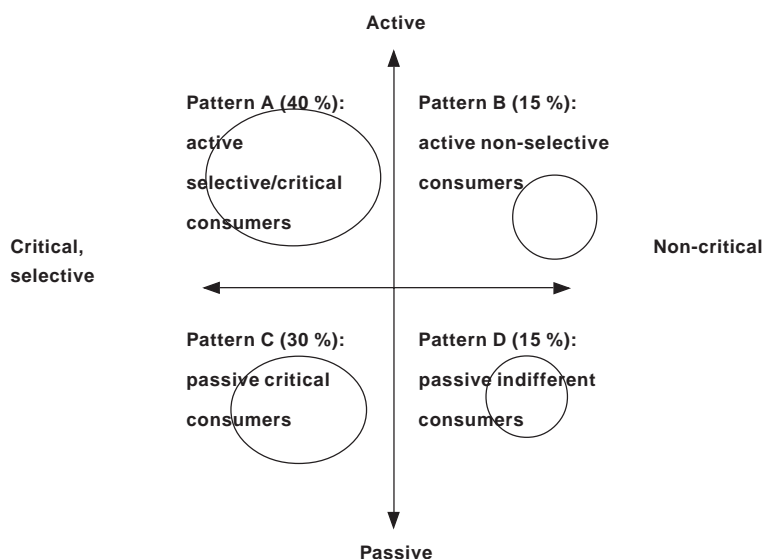 Active
Pattern A (40 %):
active
selective/critical
consumers
Pattern B (15 %):
active non-selective
consumers
Critical,
selective
Non-critical
Pattern C (30 %):
passive critical
consumers
Pattern D (15 %):
passive indifferent
consumers
Passive